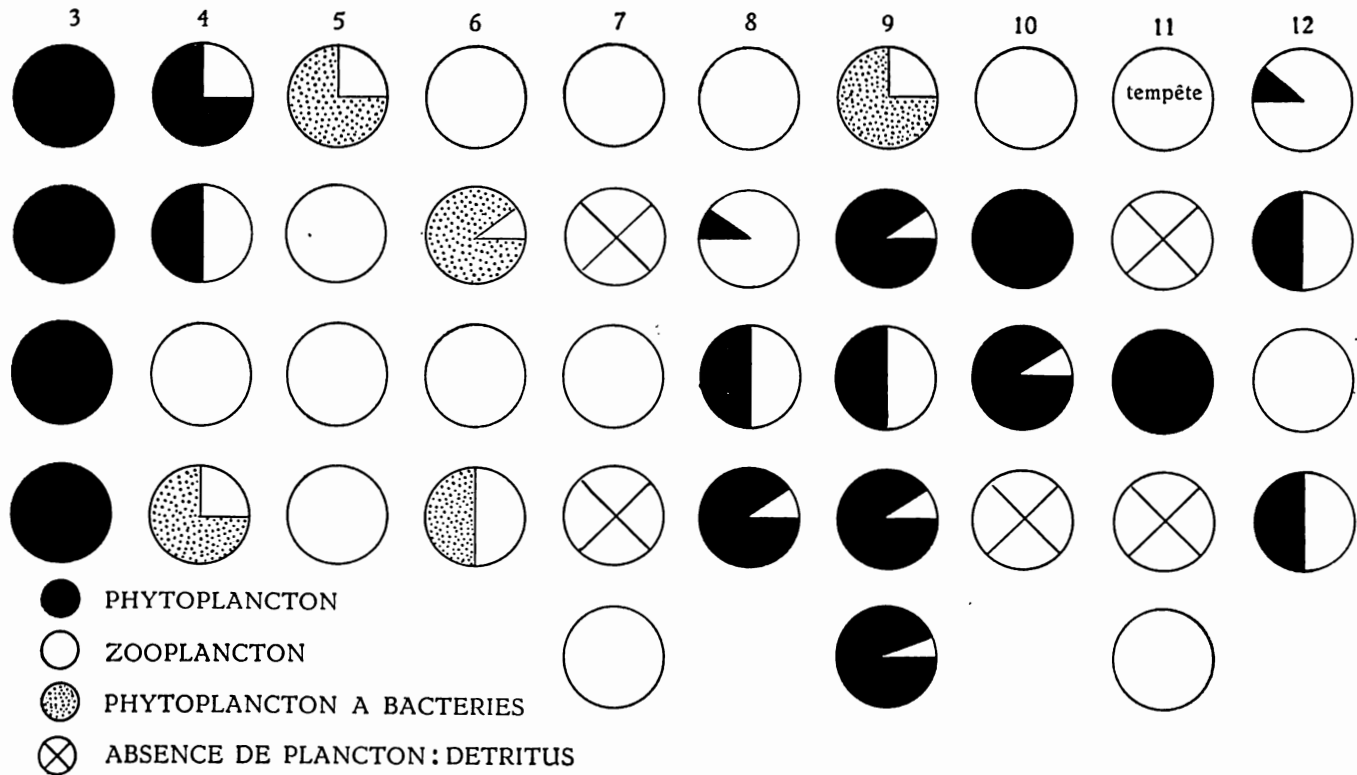 3 4 5 6 7 8 9 10 11 12
tempête
PHYTOPLANCTON
ZOOPLANCTON
PHYTOPLANCTON A BACTERIES
ABSENCE DE PLANCTON : DETRITUS